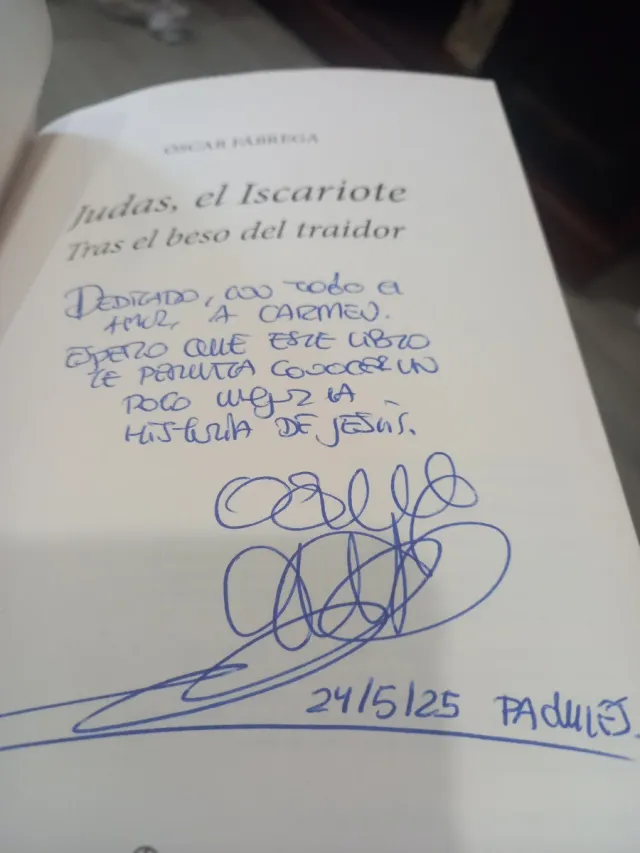 OSCAR FÁBREGA
Judas, el Iscariote
Tras el beso del traidor
DEDICADO, CON TODO EL
AMOR, A CARMEN.
ESPERO QUE ESTE LIBRO
TE PERMITA CONOCER UN
POCO MEJOR LA
HISTORIA DE JESÚS.
24/5/25 PADULES.